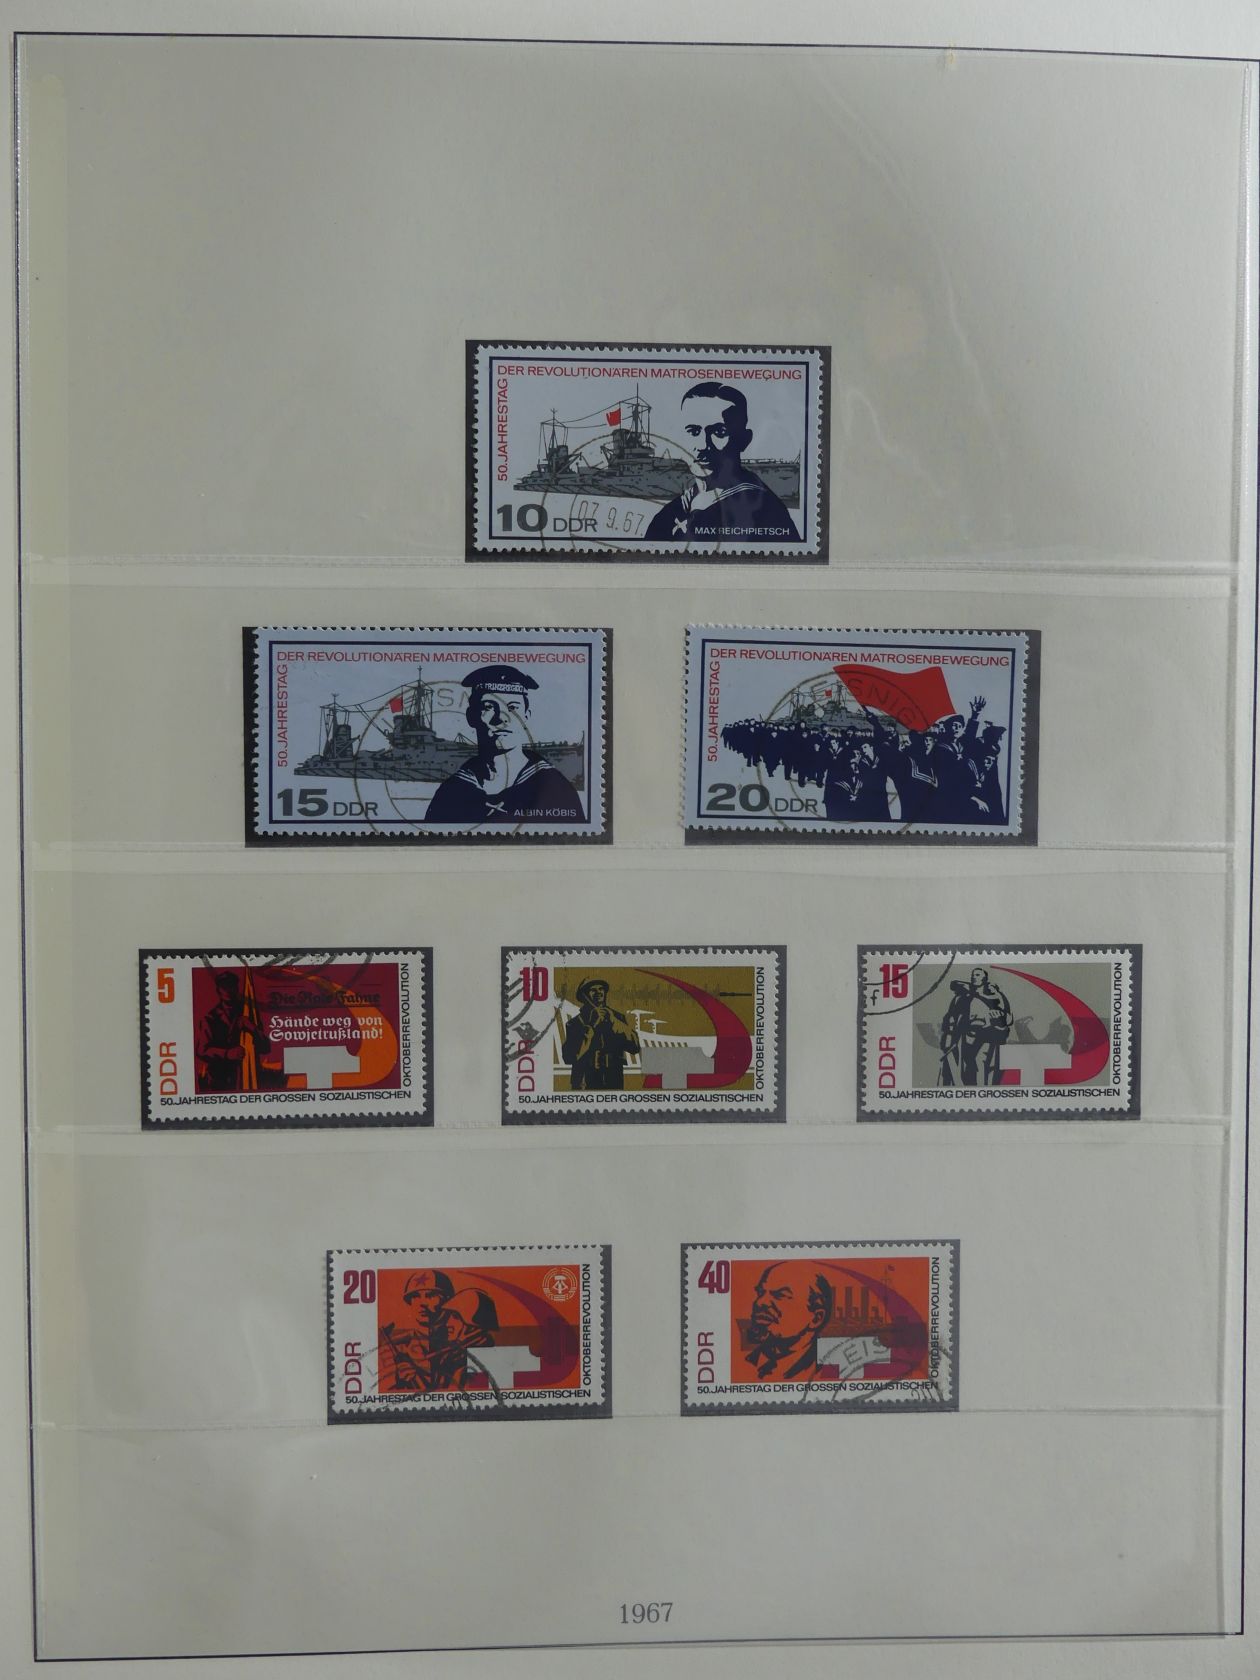 DER REVOLUTIONÄREN MATROSENBEWEGUNG
50. JAHRESTAG
10 DDR
07.9.67.
MAX REICHPIETSCH
DER REVOLUTIONÄREN MATROSENBEWEGUNG
50. JAHRESTAG
15 DDR
ALBIN KÖBIS
DER REVOLUTIONÄREN MATROSENBEWEGUNG
50. JAHRESTAG
LEISNIG
20 DDR
5
Die Rote Fahne
Hände weg von
Sowjetrußland!
DDR
50. JAHRESTAG DER GROSSEN SOZIALISTISCHEN
OKTOBERREVOLUTION
10
DDR
50. JAHRESTAG DER GROSSEN SOZIALISTISCHEN
OKTOBERREVOLUTION
15
DDR
50. JAHRESTAG DER GROSSEN SOZIALISTISCHEN
OKTOBERREVOLUTION
20
DDR
50. JAHRESTAG DER GROSSEN SOZIALISTISCHEN
OKTOBERREVOLUTION
40
DDR
50. JAHRESTAG DER GROSSEN SOZIALISTISCHEN
OKTOBERREVOLUTION
1967